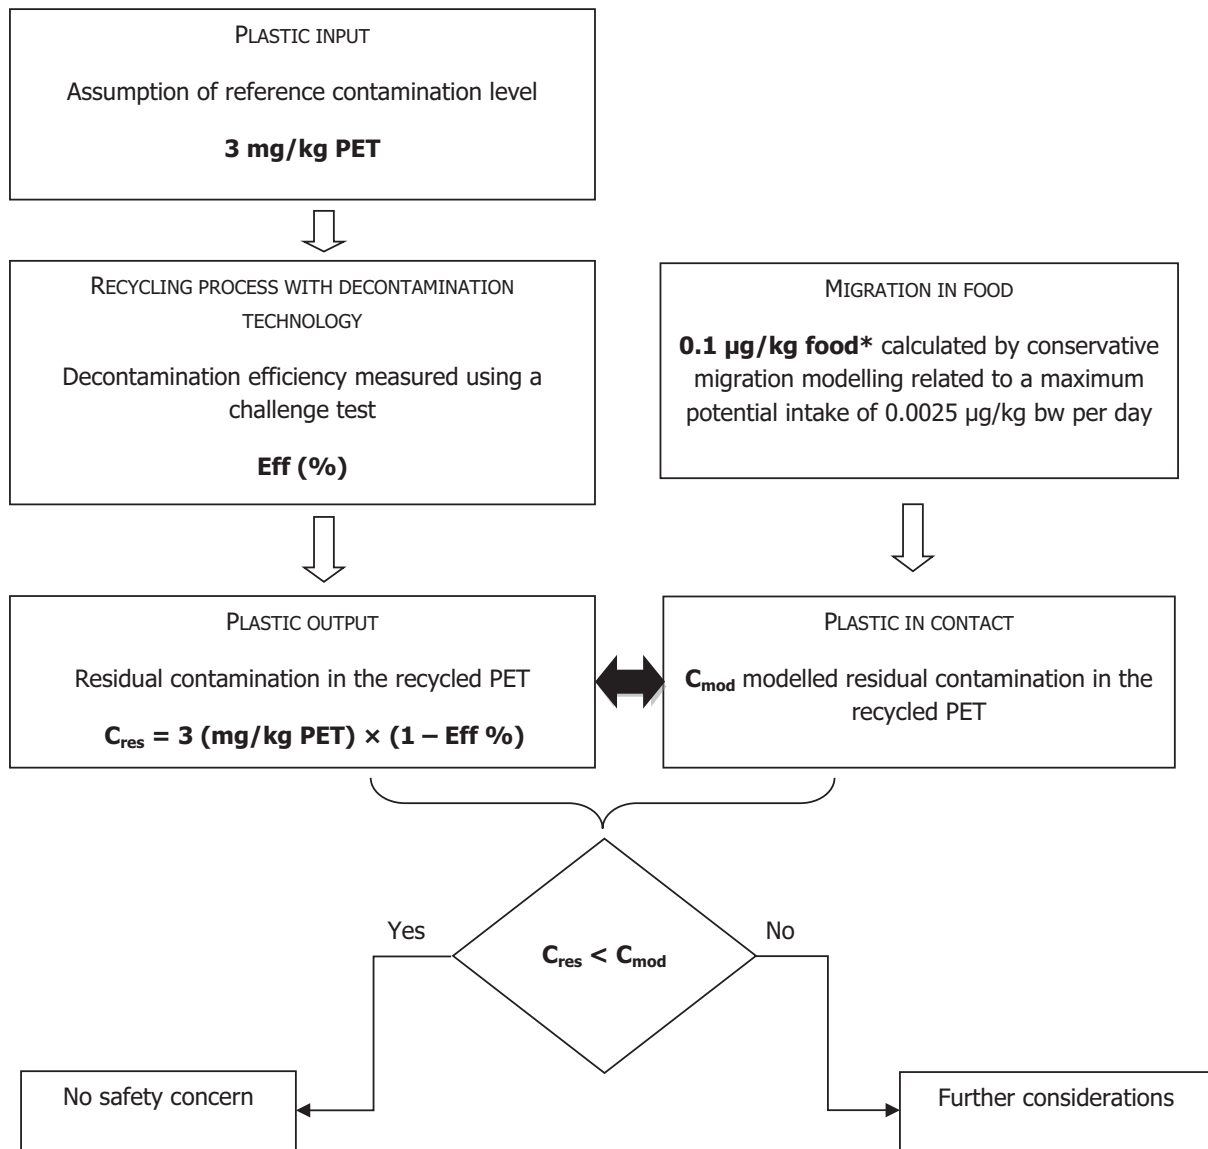 PLASTIC INPUT
Assumption of reference contamination level
3 mg/kg PET
RECYCLING PROCESS WITH DECONTAMINATION
TECHNOLOGY
Decontamination efficiency measured using a
challenge test
Eff (%)
MIGRATION IN FOOD
0.1 µg/kg food* calculated by conservative
migration modelling related to a maximum
potential intake of 0.0025 µg/kg bw per day
PLASTIC OUTPUT
Residual contamination in the recycled PET
Cres = 3 (mg/kg PET) × (1 – Eff %)
PLASTIC IN CONTACT
Cmod modelled residual contamination in the
recycled PET
Yes
Cres < Cmod
No
No safety concern
Further considerations